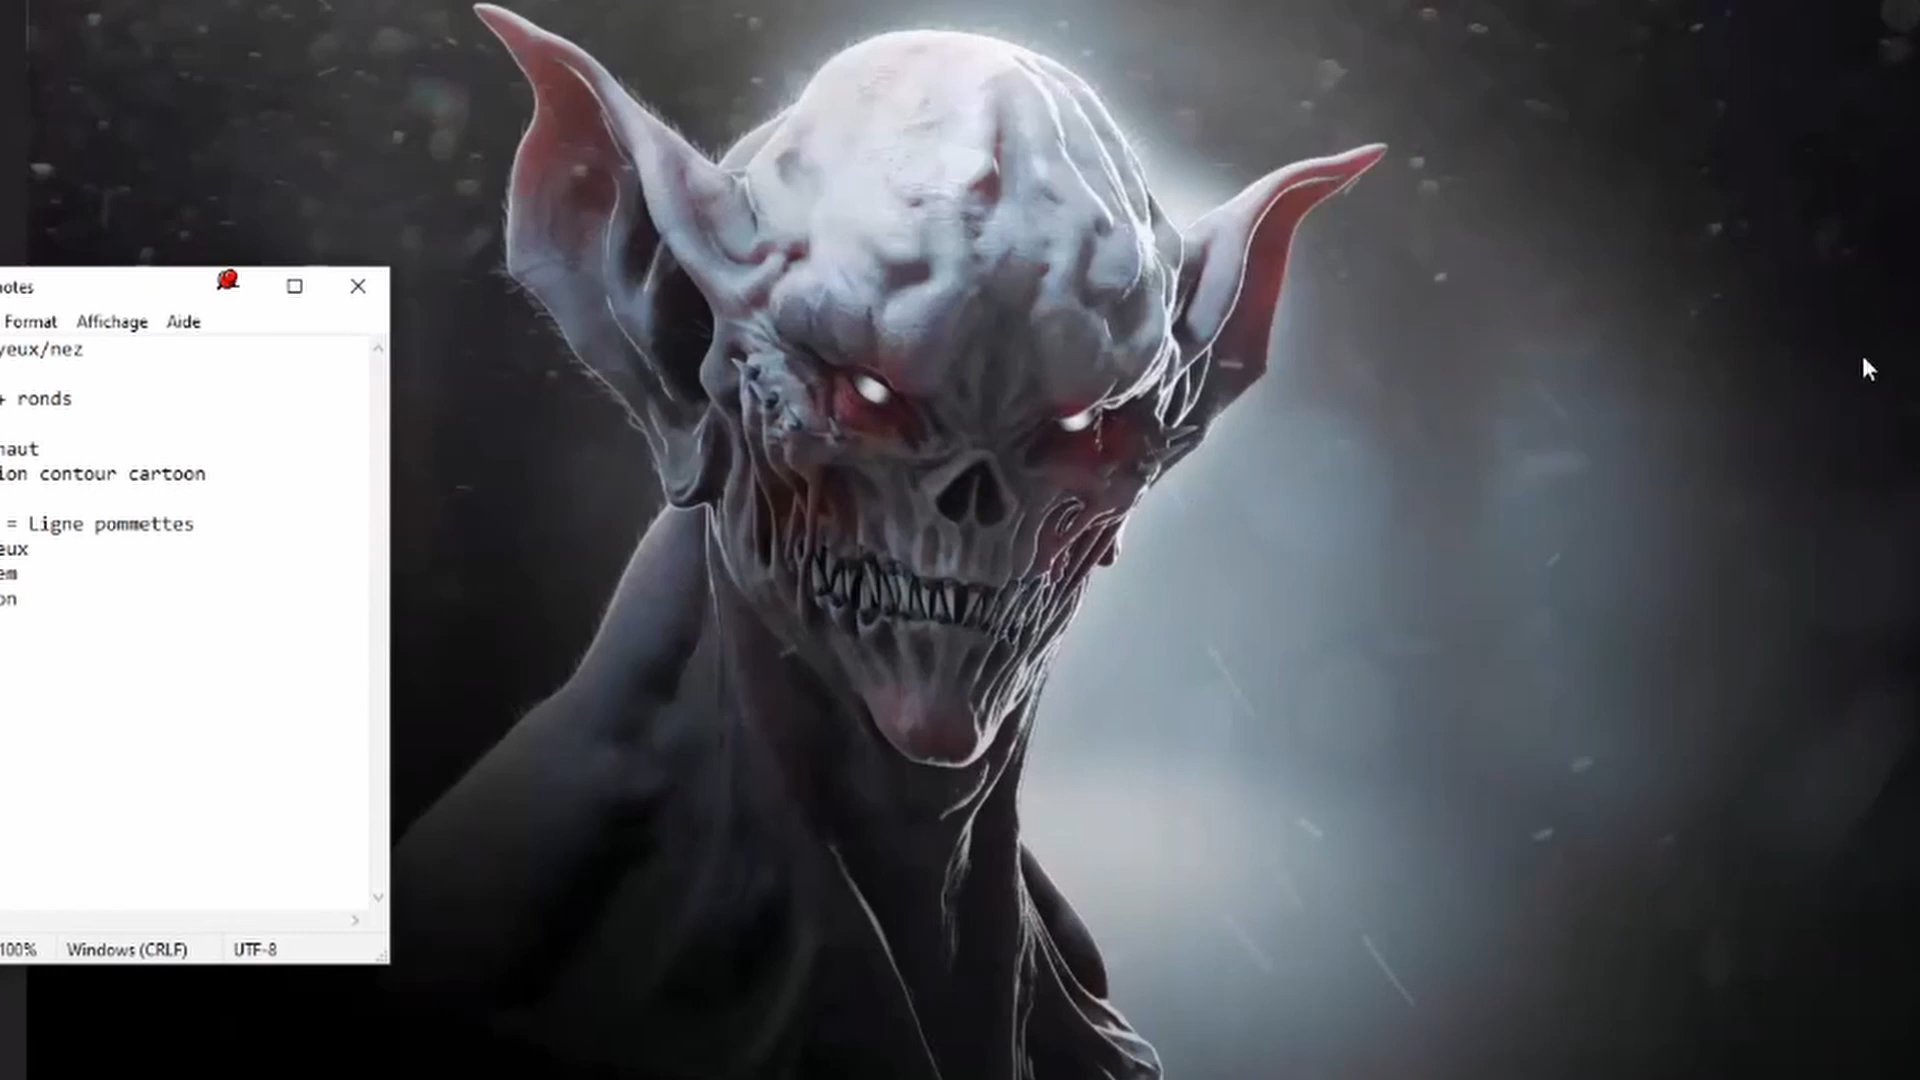 notes
Format Affichage Aide
yeux/nez
+ ronds
haut
ion contour cartoon
= Ligne pommettes
eux
em
on
100% Windows (CRLF) UTF-8